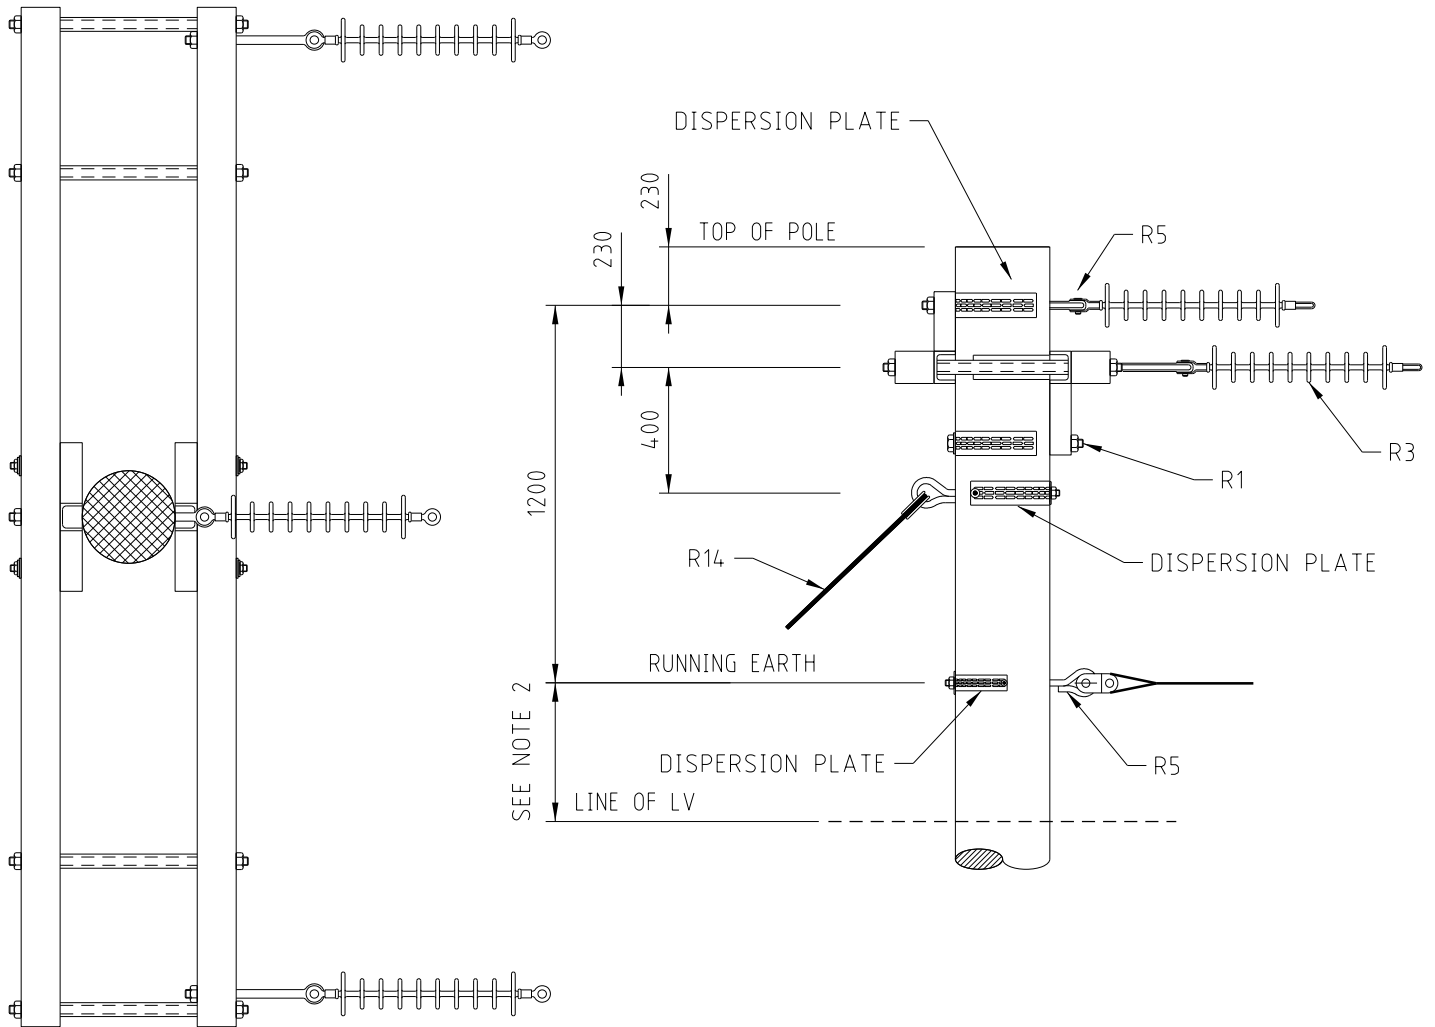 DISPERSION PLATE
230
TOP OF POLE
230
R5
400
R3
R1
1200
R14
DISPERSION PLATE
RUNNING EARTH
SEE NOTE 2
DISPERSION PLATE
R5
LINE OF LV